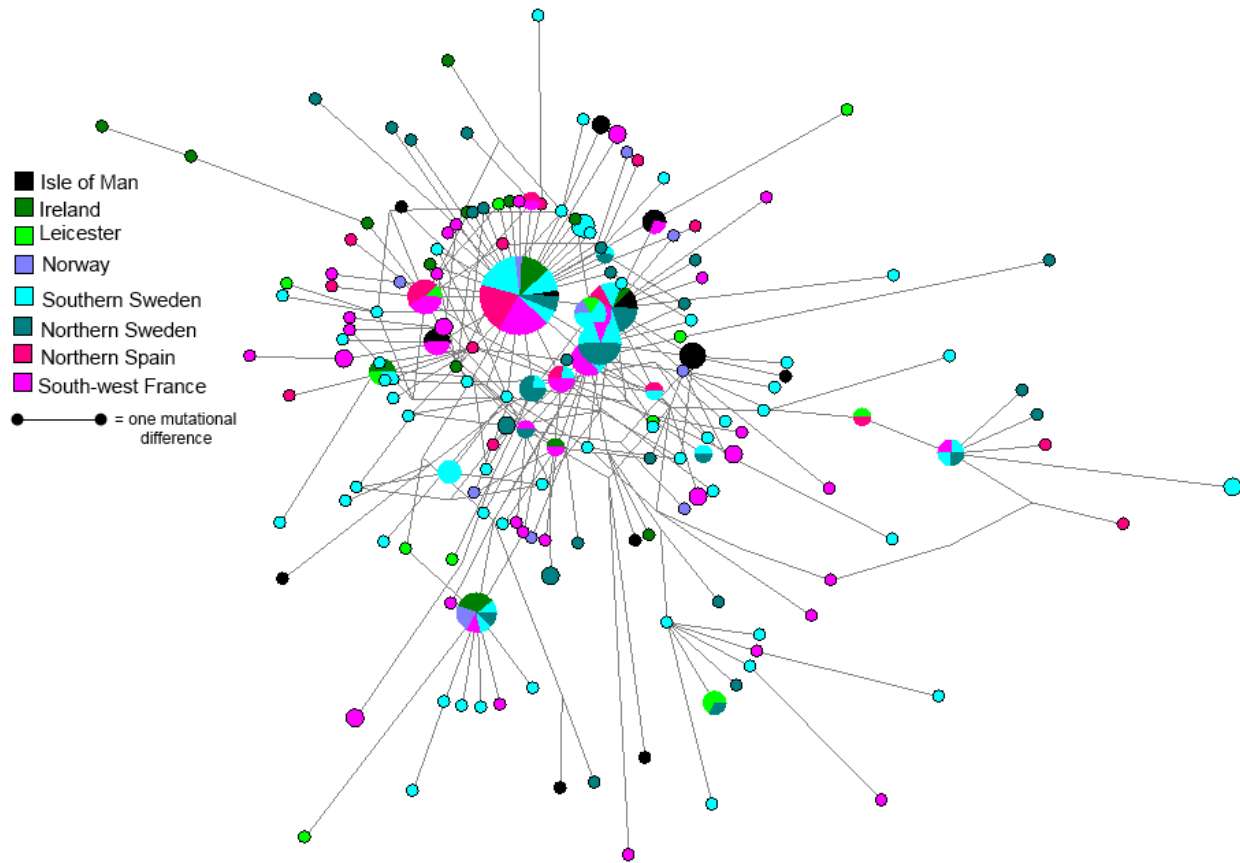 Isle of Man
Ireland
Leicester
Norway
Southern Sweden
Northern Sweden
Northern Spain
South-west France
= one mutational
difference